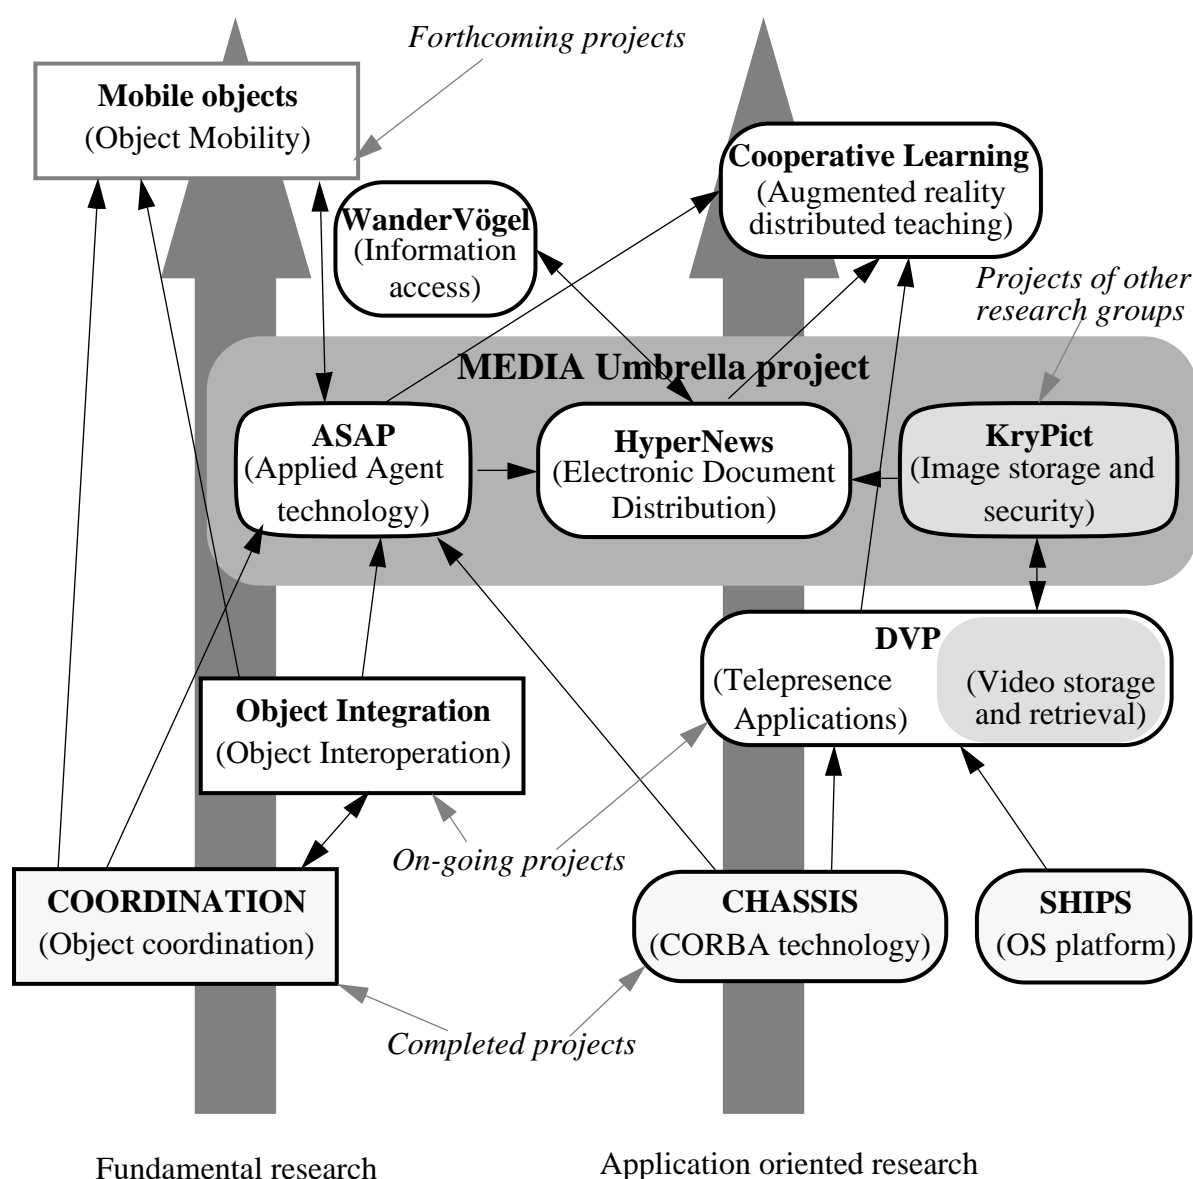 Forthcoming projects
Mobile objects
(Object Mobility)
Cooperative Learning
(Augmented reality
distributed teaching)
WanderVögel
(Information
access)
Projects of other
research groups
MEDIA Umbrella project
ASAP
(Applied Agent
technology)
HyperNews
(Electronic Document
Distribution)
KryPict
(Image storage and
security)
DVP
(Telepresence
Applications)
(Video storage
and retrieval)
Object Integration
(Object Interoperation)
On-going projects
COORDINATION
(Object coordination)
CHASSIS
(CORBA technology)
SHIPS
(OS platform)
Completed projects
Fundamental research
Application oriented research